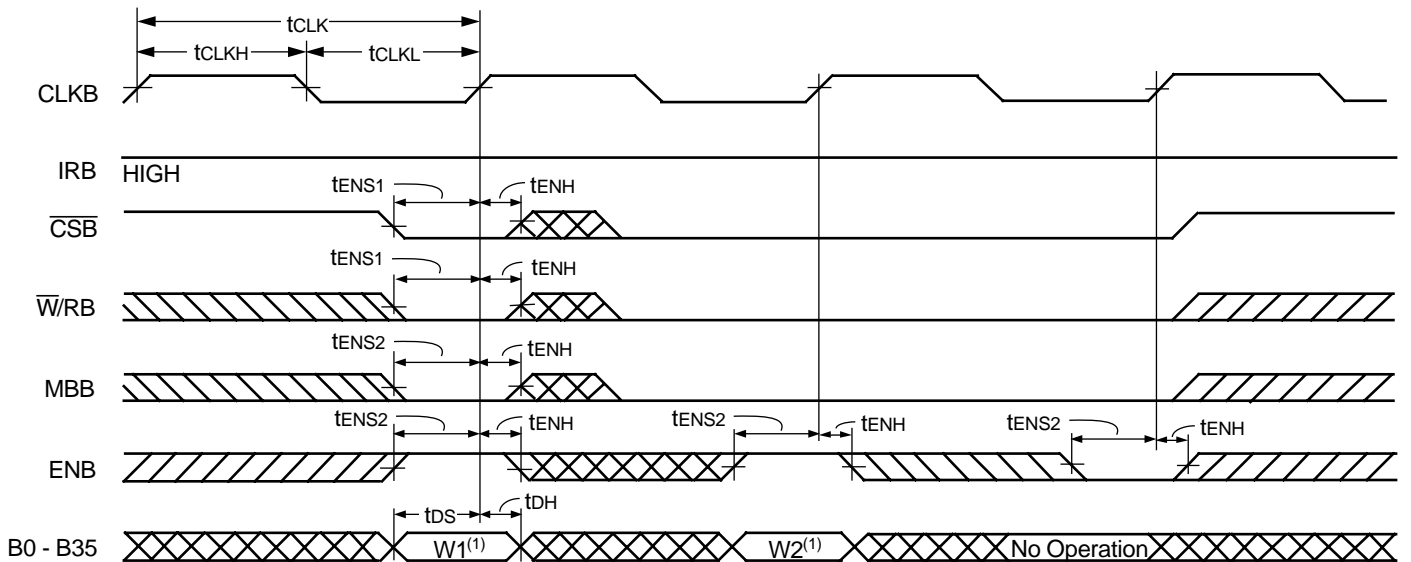 tCLK
tCLKH tCLKL
CLKB
IRB HIGH
tENS1 tENH
CSB
tENS1 tENH
W/RB
tENS2 tENH
MBB
tENS2 tENH tENS2 tENH tENS2 tENH
ENB
tDS tDH
B0 - B35 W1(1) W2(1) No Operation